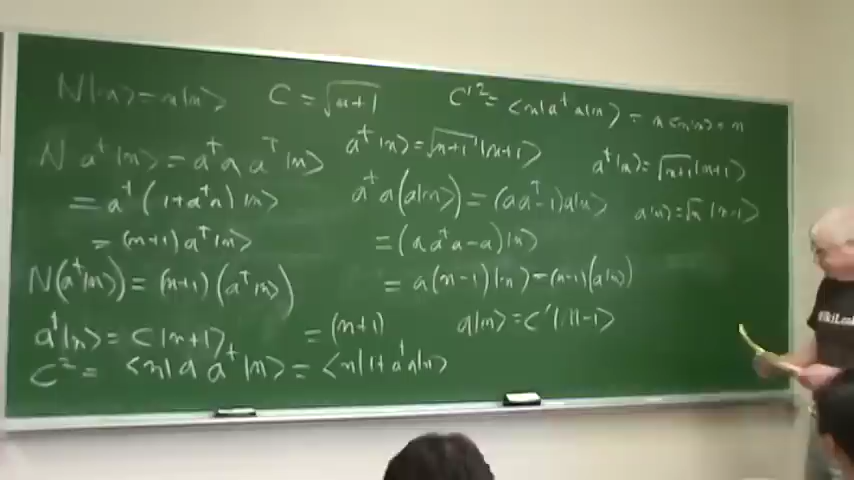 N|n> = n|n>
N a†|n> = a†a a†|n>
= a†(1+a†a)|n>
= (n+1) a†|n>
N(a†|n>) = (n+1)(a†|n>)
a†|n> = C|n+1>
C² = <n|a a†|n> = <n|1+a†a|n>
= (n+1)
C = √(n+1)
a†|n> = √(n+1) |n+1>
a†a(a|n>) = (aa†-1)a|n>
= (aa†a-a)|n>
= a(n-1)|n> = (n-1)(a|n>)
a|n> = C'|n-1>
C'² = <n|a†a|n> = n<n|n> = n
a†|n> = √(n+1) |n+1>
a|n> = √n |n-1>